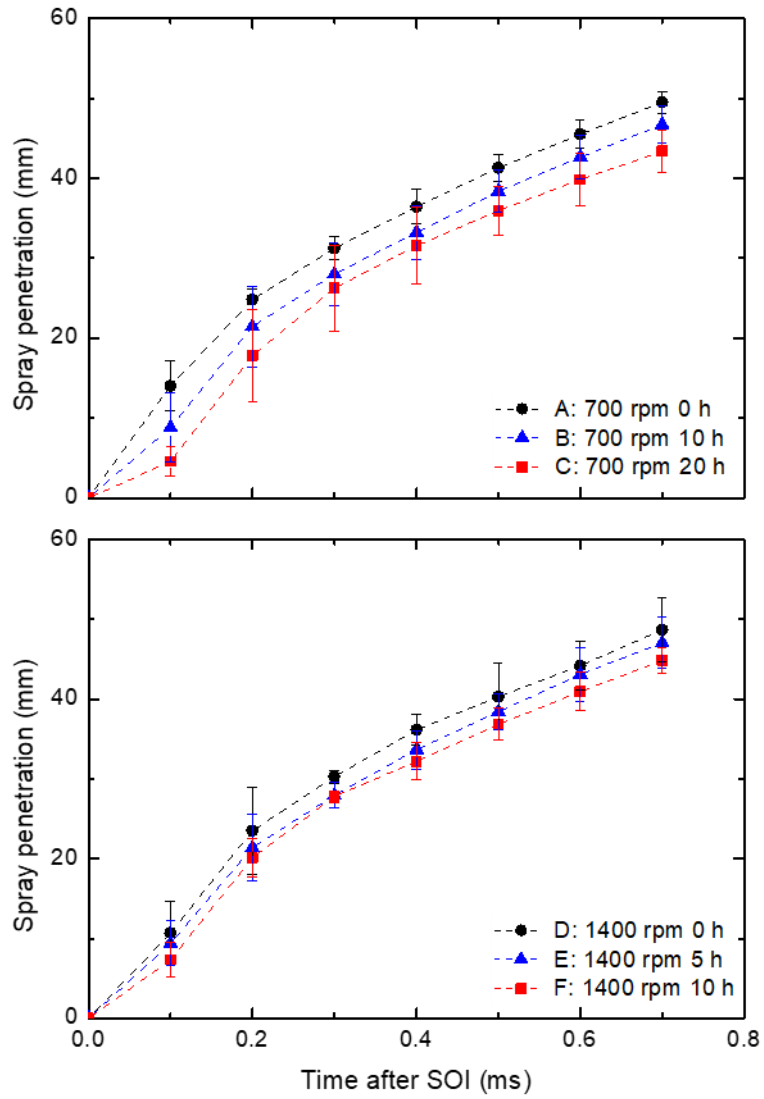 60
40
20
0
Spray penetration (mm)
A: 700 rpm 0 h
B: 700 rpm 10 h
C: 700 rpm 20 h
60
40
20
0
Spray penetration (mm)
D: 1400 rpm 0 h
E: 1400 rpm 5 h
F: 1400 rpm 10 h
0.0 0.2 0.4 0.6 0.8
Time after SOI (ms)